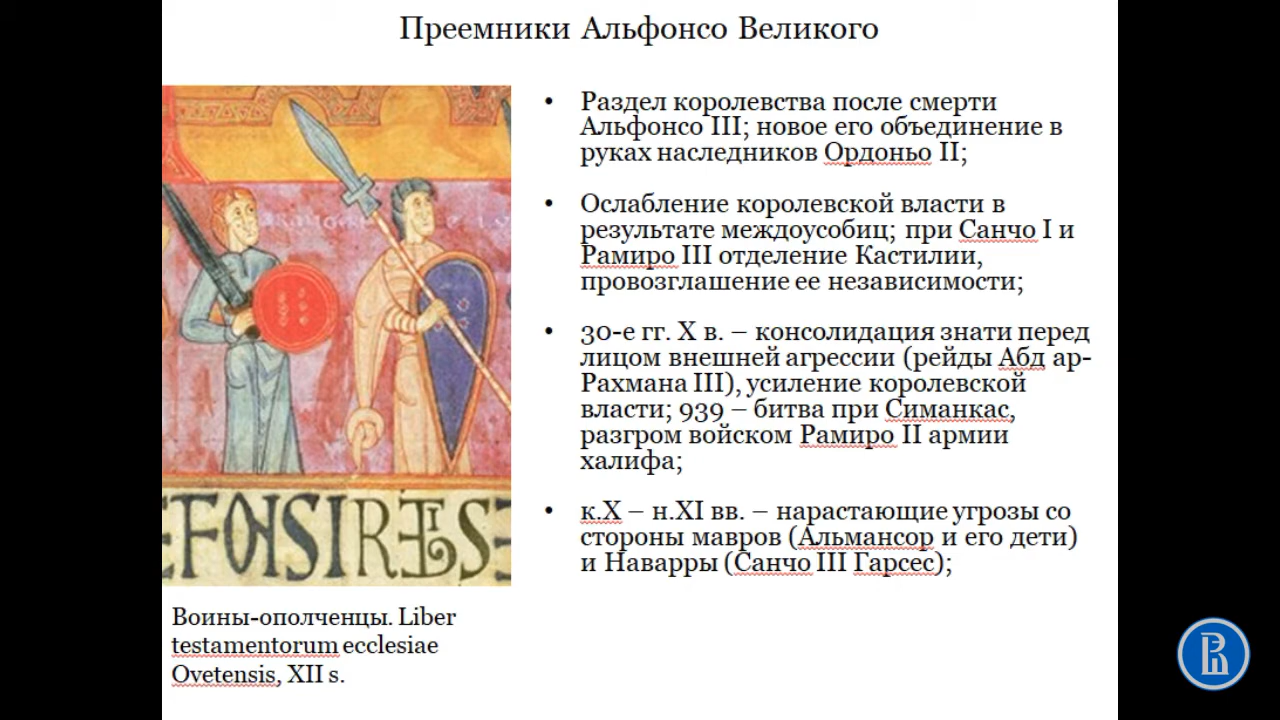 Преемники Альфонсо Великого
• Раздел королевства после смерти
Альфонсо III; новое его объединение в
руках наследников Ордоньо II;
• Ослабление королевской власти в
результате междоусобиц; при Санчо I и
Рамиро III отделение Кастилии,
провозглашение ее независимости;
• 30-е гг. X в. – консолидация знати перед
лицом внешней агрессии (рейды Абд ар-
Рахмана III), усиление королевской
власти; 939 – битва при Симанкас,
разгром войском Рамиро II армии
халифа;
• к.X – н.XI вв. – нарастающие угрозы со
стороны мавров (Альмансор и его дети)
и Наварры (Санчо III Гарсес);
Воины-ополченцы. Liber
testamentorum ecclesiae
Ovetensis, XII s.